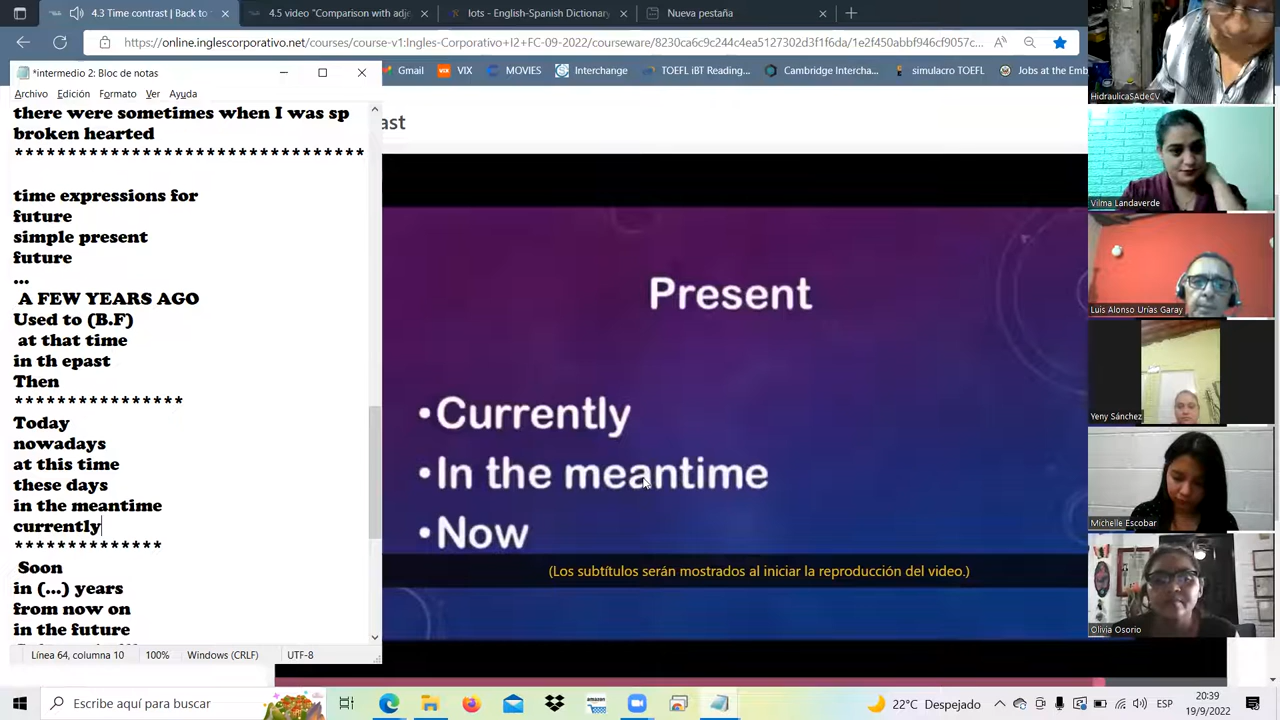 4.3 Tercer T302 | Back to
4.5 video "Comparison with adje
lots - English-Spanish Dictionary
Nueva pestaña
https://online.inglescorporativo.net/courses/course-v1:Ingles-Corporativo+I2+FC-09-2022/courseware/8230ca6c9c244c4ea5127302d3f1f6da/1e2f450abbf946cf9057c...
Gmail
VIX
MOVIES
Interchange
TOEFL iBT Readi...
Cambridge Intercha...
simulacro TOEFL
Jobs at the Emb
*intermedio 2: Bloc de notas
Archivo Edición Formato Ver Ayuda
there were sometimes when I was sp
broken hearted
*********************************
time expressions for
future
simple present
future
...
A FEW YEARS AGO
Used to (B.F)
at that time
in th epast
Then
****************
Today
nowadays
at this time
these days
in the meantime
currently
**************
Soon
in (...) years
from now on
in the future
Línea 64, columna 10 100% Windows (CRLF) UTF-8
ast
Present
•Currently
•In the meantime
•Now
(Los subtítulos serán mostrados al iniciar la reproducción del video.)
HidraulicaSAdeCV
Vilma Landaverde
Luis Alonso Urías Garay
Yeny Sánchez
Michelle Escobar
Olivia Osorio
Escribe aquí para buscar
amazon
22°C Despejado
ESP
20:39
19/9/2022